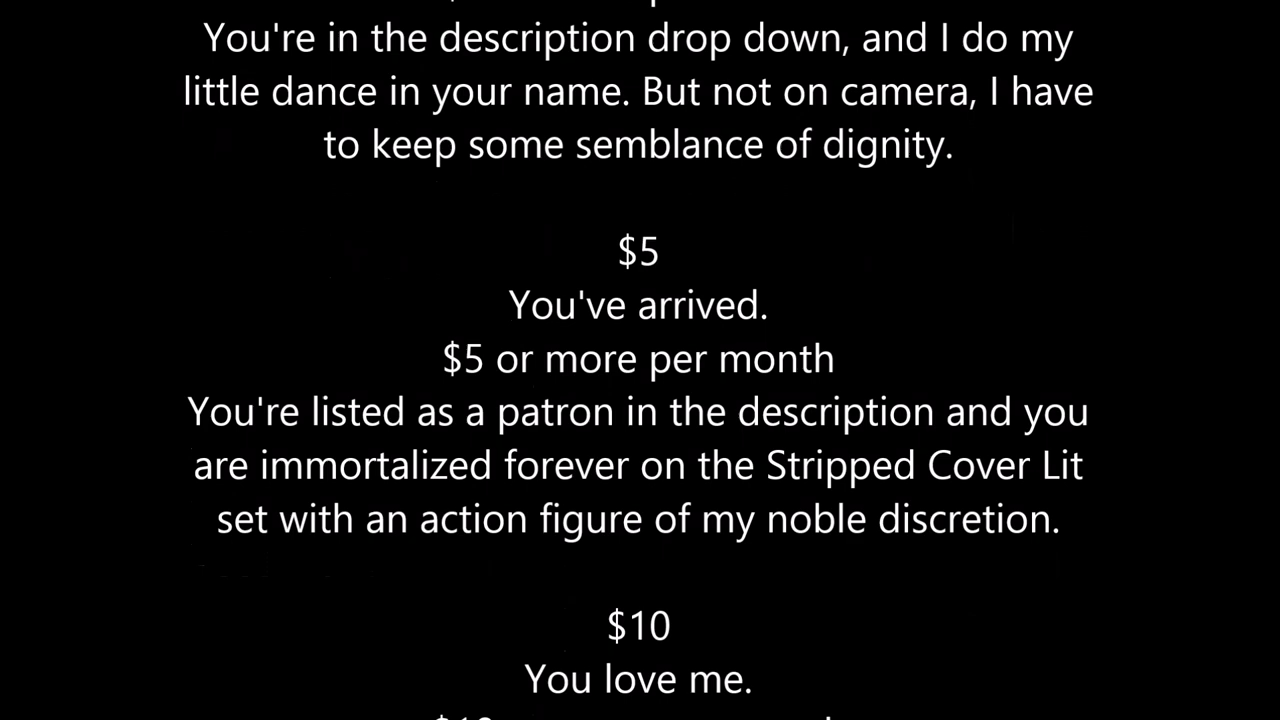 You're in the description drop down, and I do my
little dance in your name. But not on camera, I have
to keep some semblance of dignity.
$5
You've arrived.
$5 or more per month
You're listed as a patron in the description and you
are immortalized forever on the Stripped Cover Lit
set with an action figure of my noble discretion.
$10
You love me.